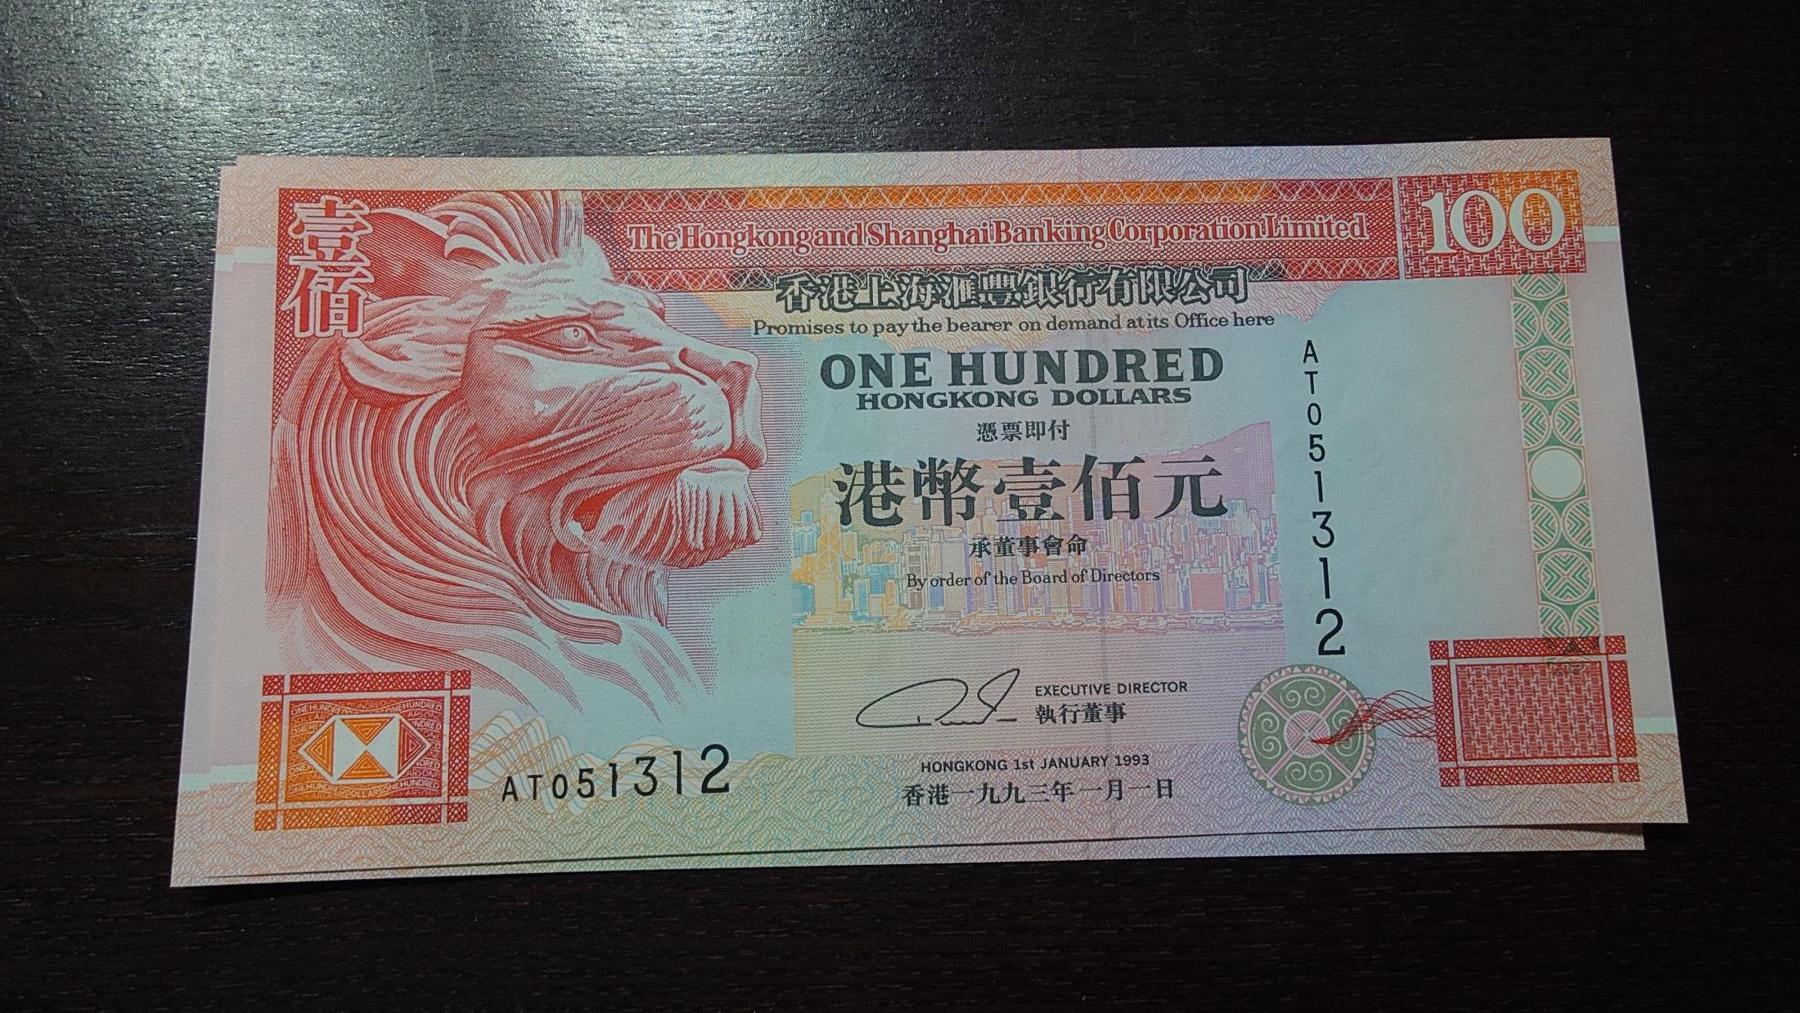 壹佰
The Hongkong and Shanghai Banking Corporation Limited
100
香港上海滙豐銀行有限公司
Promises to pay the bearer on demand at its Office here
ONE HUNDRED
HONGKONG DOLLARS
憑票即付
港幣壹佰元
承董事會命
By order of the Board of Directors
AT051312
EXECUTIVE DIRECTOR
執行董事
HONGKONG 1st JANUARY 1993
香港一九九三年一月一日
AT051312